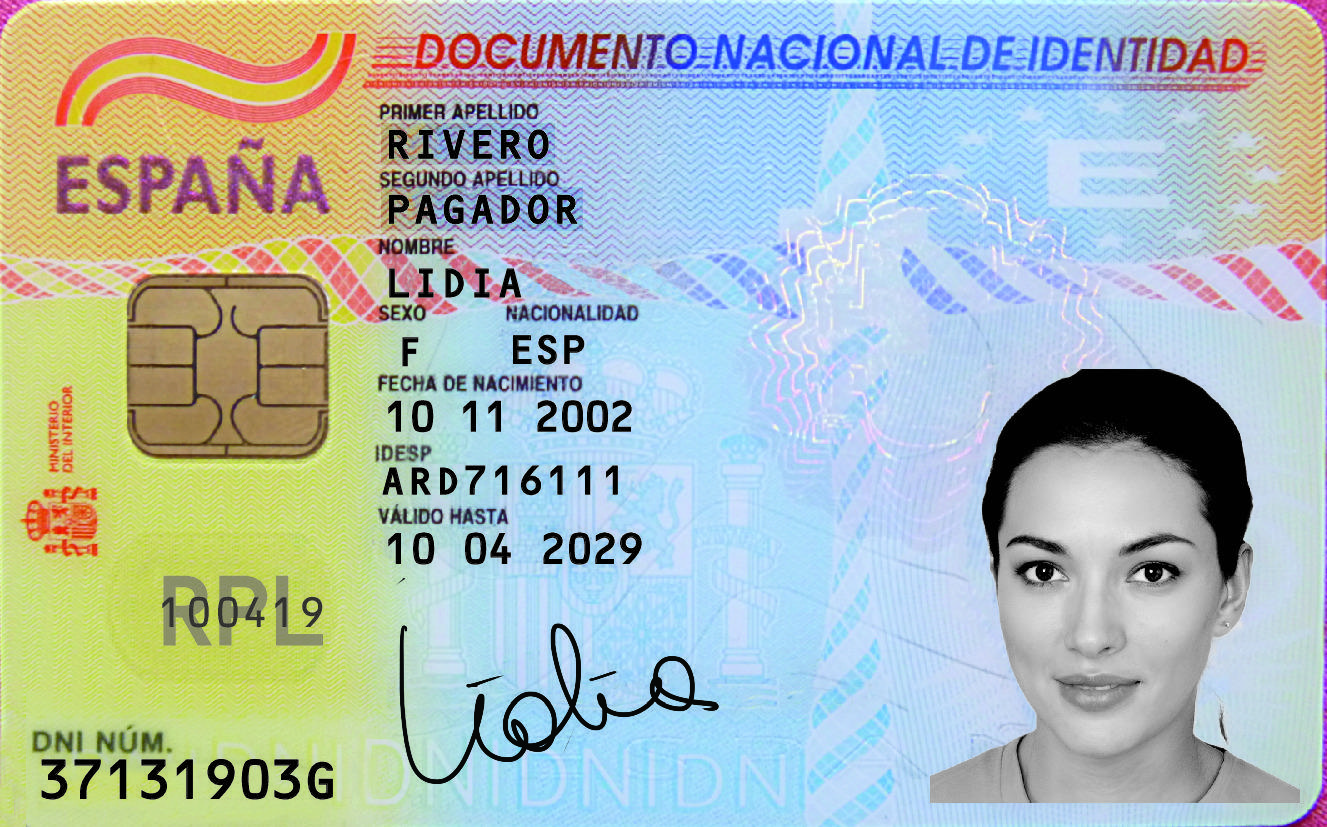 DOCUMENTO NACIONAL DE IDENTIDAD
ESPAÑA
PRIMER APELLIDO
RIVERO
SEGUNDO APELLIDO
PAGADOR
NOMBRE
LIDIA
SEXO NACIONALIDAD
F ESP
FECHA DE NACIMIENTO
10 11 2002
IDESP
ARD716111
VÁLIDO HASTA
10 04 2029
MINISTERIO
DEL INTERIOR
E
RPL
100419
Lidia
DNI NÚM.
37131903G
DNIDNIDNIDN